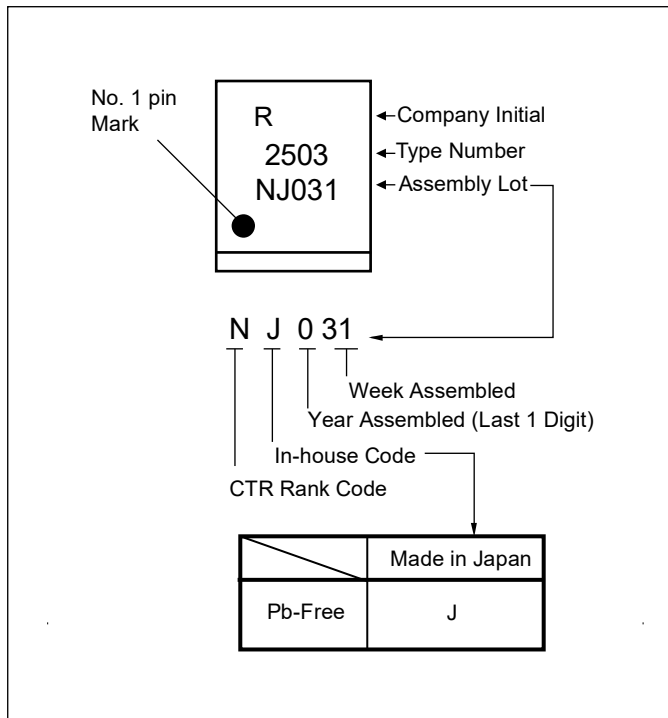 No. 1 pin
Mark
R
2503
NJ031
Company Initial
Type Number
Assembly Lot
N J 0 31
Week Assembled
Year Assembled (Last 1 Digit)
In-house Code
CTR Rank Code
Made in Japan
Pb-Free J